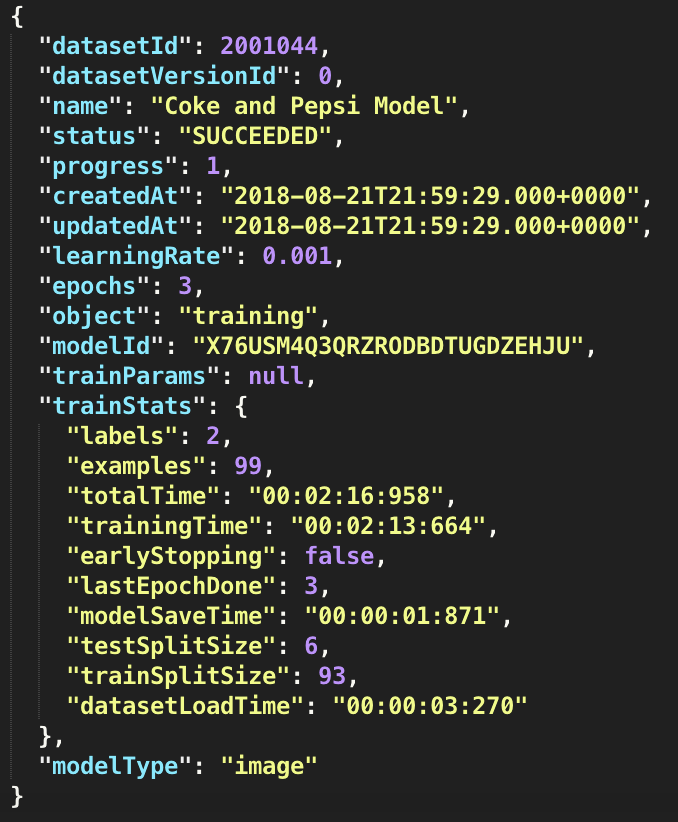 {
"datasetId": 2001044,
"datasetVersionId": 0,
"name": "Coke and Pepsi Model",
"status": "SUCCEEDED",
"progress": 1,
"createdAt": "2018-08-21T21:59:29.000+0000",
"updatedAt": "2018-08-21T21:59:29.000+0000",
"learningRate": 0.001,
"epochs": 3,
"object": "training",
"modelId": "X76USM4Q3QRZRODBDTUGDZEHJU",
"trainParams": null,
"trainStats": {
"labels": 2,
"examples": 99,
"totalTime": "00:02:16:958",
"trainingTime": "00:02:13:664",
"earlyStopping": false,
"lastEpochDone": 3,
"modelSaveTime": "00:00:01:871",
"testSplitSize": 6,
"trainSplitSize": 93,
"datasetLoadTime": "00:00:03:270"
},
"modelType": "image"
}